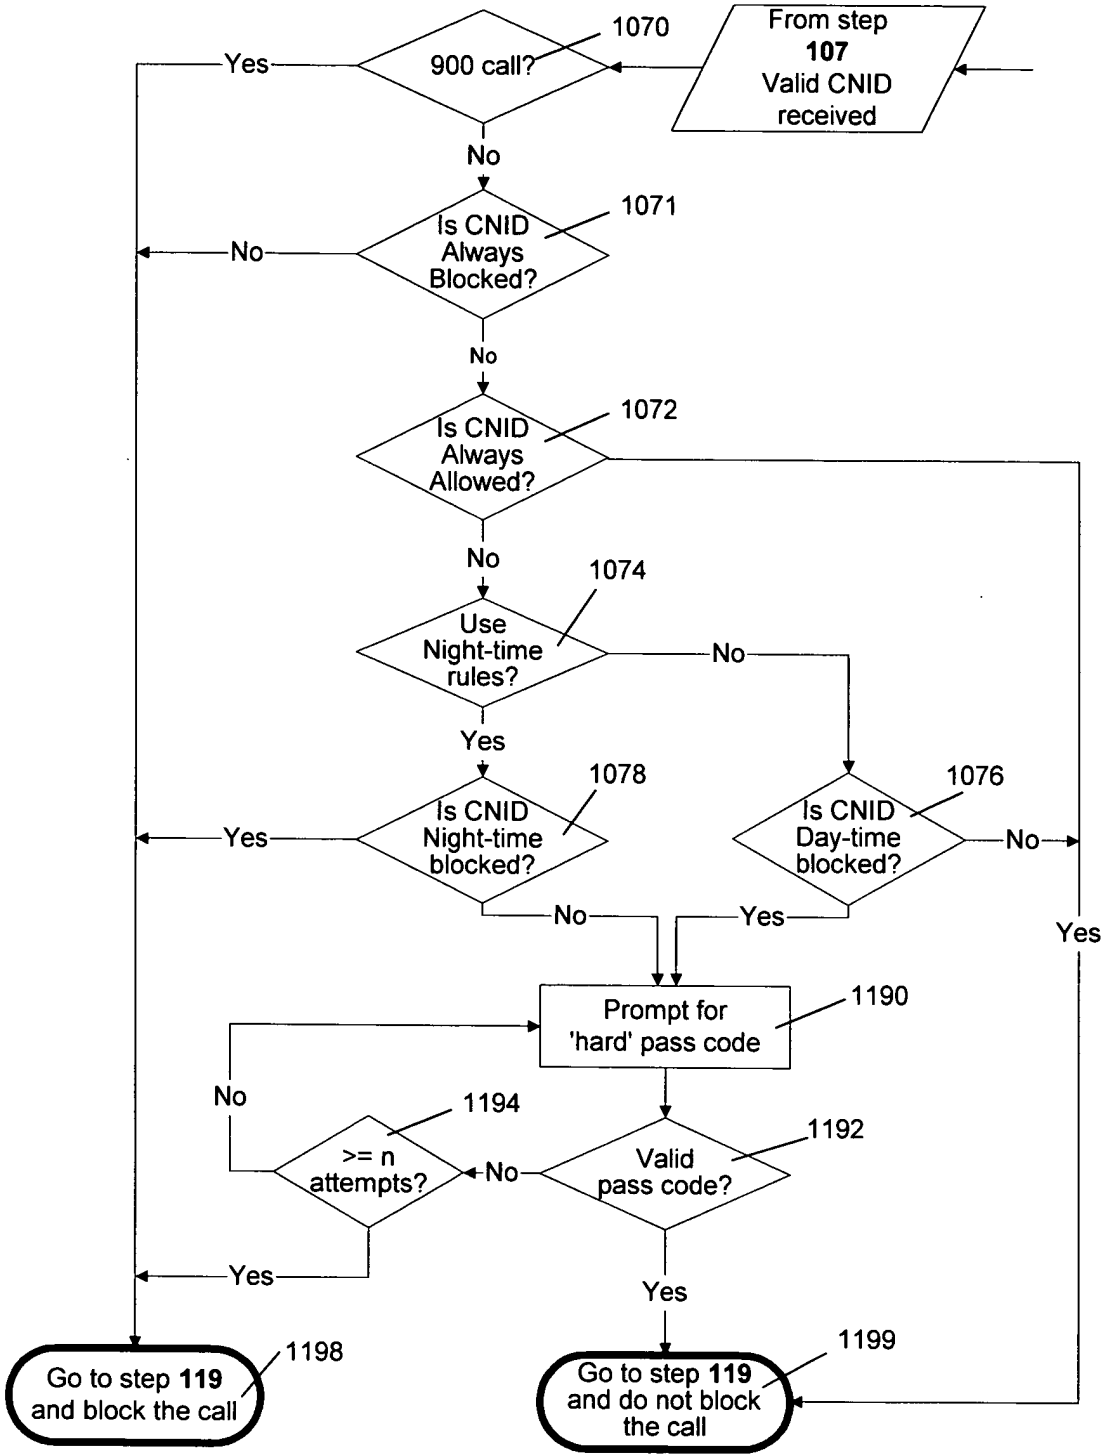 1070
From step
107
Valid CNID
received
900 call?
Yes
No
1071
Is CNID
Always
Blocked?
No
No
1072
Is CNID
Always
Allowed?
No
1074
Use
Night-time
rules?
No
Yes
1078
Is CNID
Night-time
blocked?
Yes
1076
Is CNID
Day-time
blocked?
No
No
Yes
Yes
1190
Prompt for
'hard' pass code
No
1194
>= n
attempts?
No
1192
Valid
pass code?
Yes
Yes
1198
Go to step 119
and block the call
1199
Go to step 119
and do not block
the call